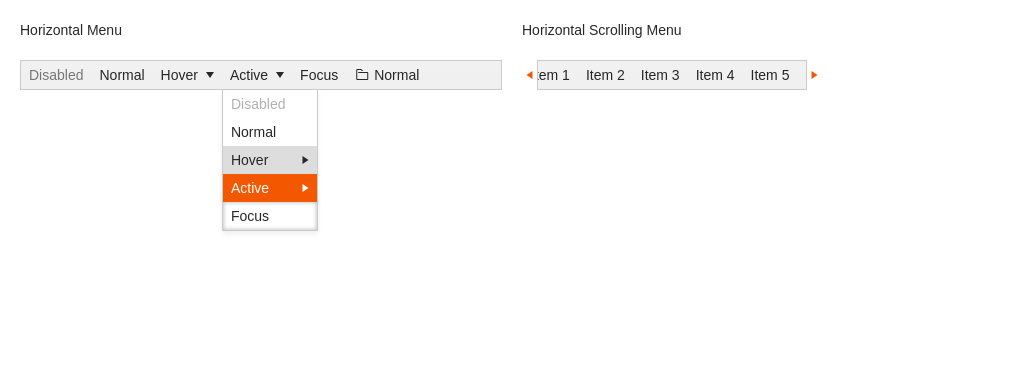 Horizontal Menu
Disabled Normal Hover Active Focus Normal
Disabled
Normal
Hover
Active
Focus
Horizontal Scrolling Menu
em 1 Item 2 Item 3 Item 4 Item 5